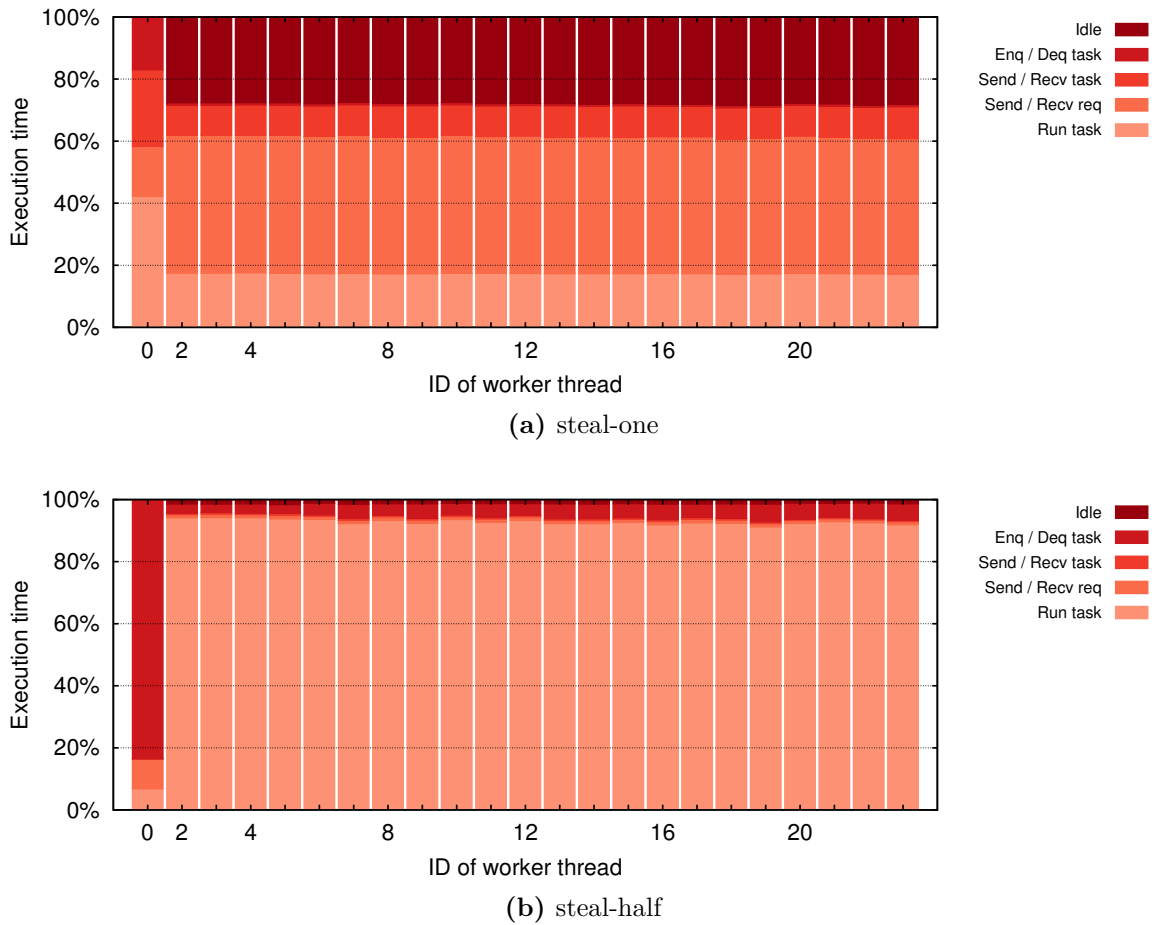 100%
80%
60%
40%
20%
0%
Execution time
0 2 4 8 12 16 20
ID of worker thread
Idle
Enq / Deq task
Send / Recv task
Send / Recv req
Run task
(a) steal-one
100%
80%
60%
40%
20%
0%
Execution time
0 2 4 8 12 16 20
ID of worker thread
Idle
Enq / Deq task
Send / Recv task
Send / Recv req
Run task
(b) steal-half